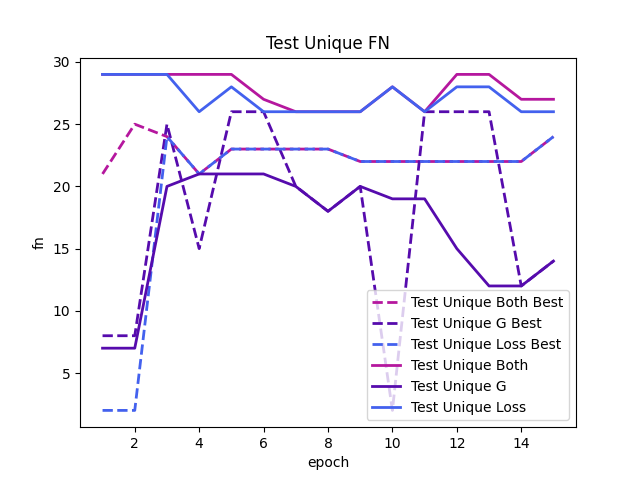 Test Unique FN
30
25
20
15
10
5
fn
2 4 6 8 10 12 14
epoch
Test Unique Both Best
Test Unique G Best
Test Unique Loss Best
Test Unique Both
Test Unique G
Test Unique Loss